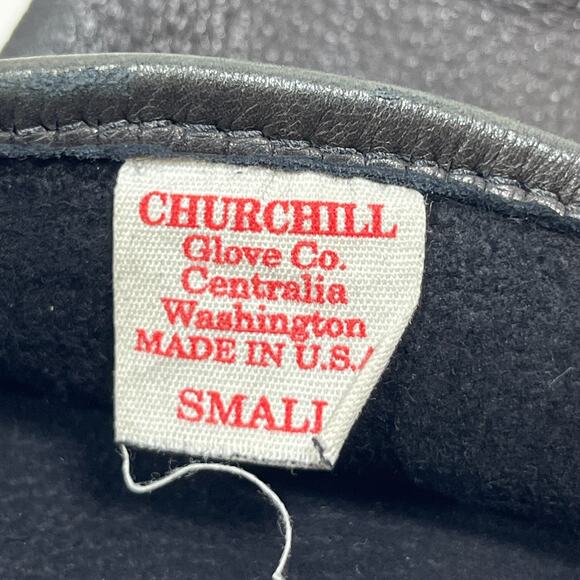 CHURCHILL
Glove Co.
Centralia
Washington
MADE IN U.S.
SMALL